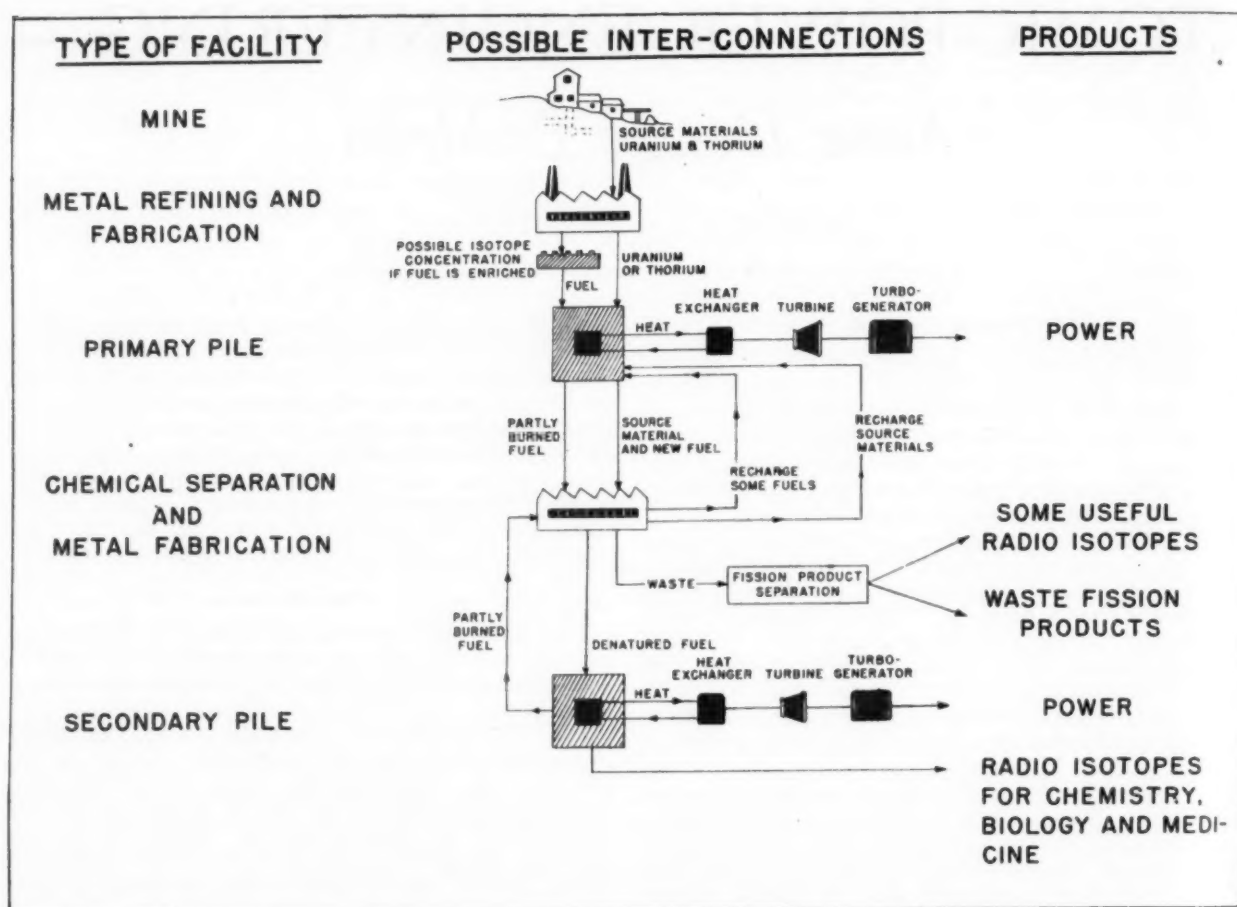 TYPE OF FACILITY
POSSIBLE INTER-CONNECTIONS
PRODUCTS
MINE
SOURCE MATERIALS
URANIUM & THORIUM
METAL REFINING AND
FABRICATION
POSSIBLE ISOTOPE
CONCENTRATION
IF FUEL IS ENRICHED
URANIUM
OR THORIUM
FUEL
PRIMARY PILE
HEAT
HEAT
EXCHANGER
TURBINE
TURBO-
GENERATOR
POWER
PARTLY
BURNED
FUEL
SOURCE
MATERIAL
AND NEW FUEL
RECHARGE
SOME FUELS
RECHARGE
SOURCE
MATERIALS
CHEMICAL SEPARATION
AND
METAL FABRICATION
WASTE
FISSION PRODUCT
SEPARATION
SOME USEFUL
RADIO ISOTOPES
WASTE FISSION
PRODUCTS
PARTLY
BURNED
FUEL
DENATURED FUEL
SECONDARY PILE
HEAT
HEAT
EXCHANGER
TURBINE
TURBO-
GENERATOR
POWER
RADIO ISOTOPES
FOR CHEMISTRY,
BIOLOGY AND MEDI-
CINE